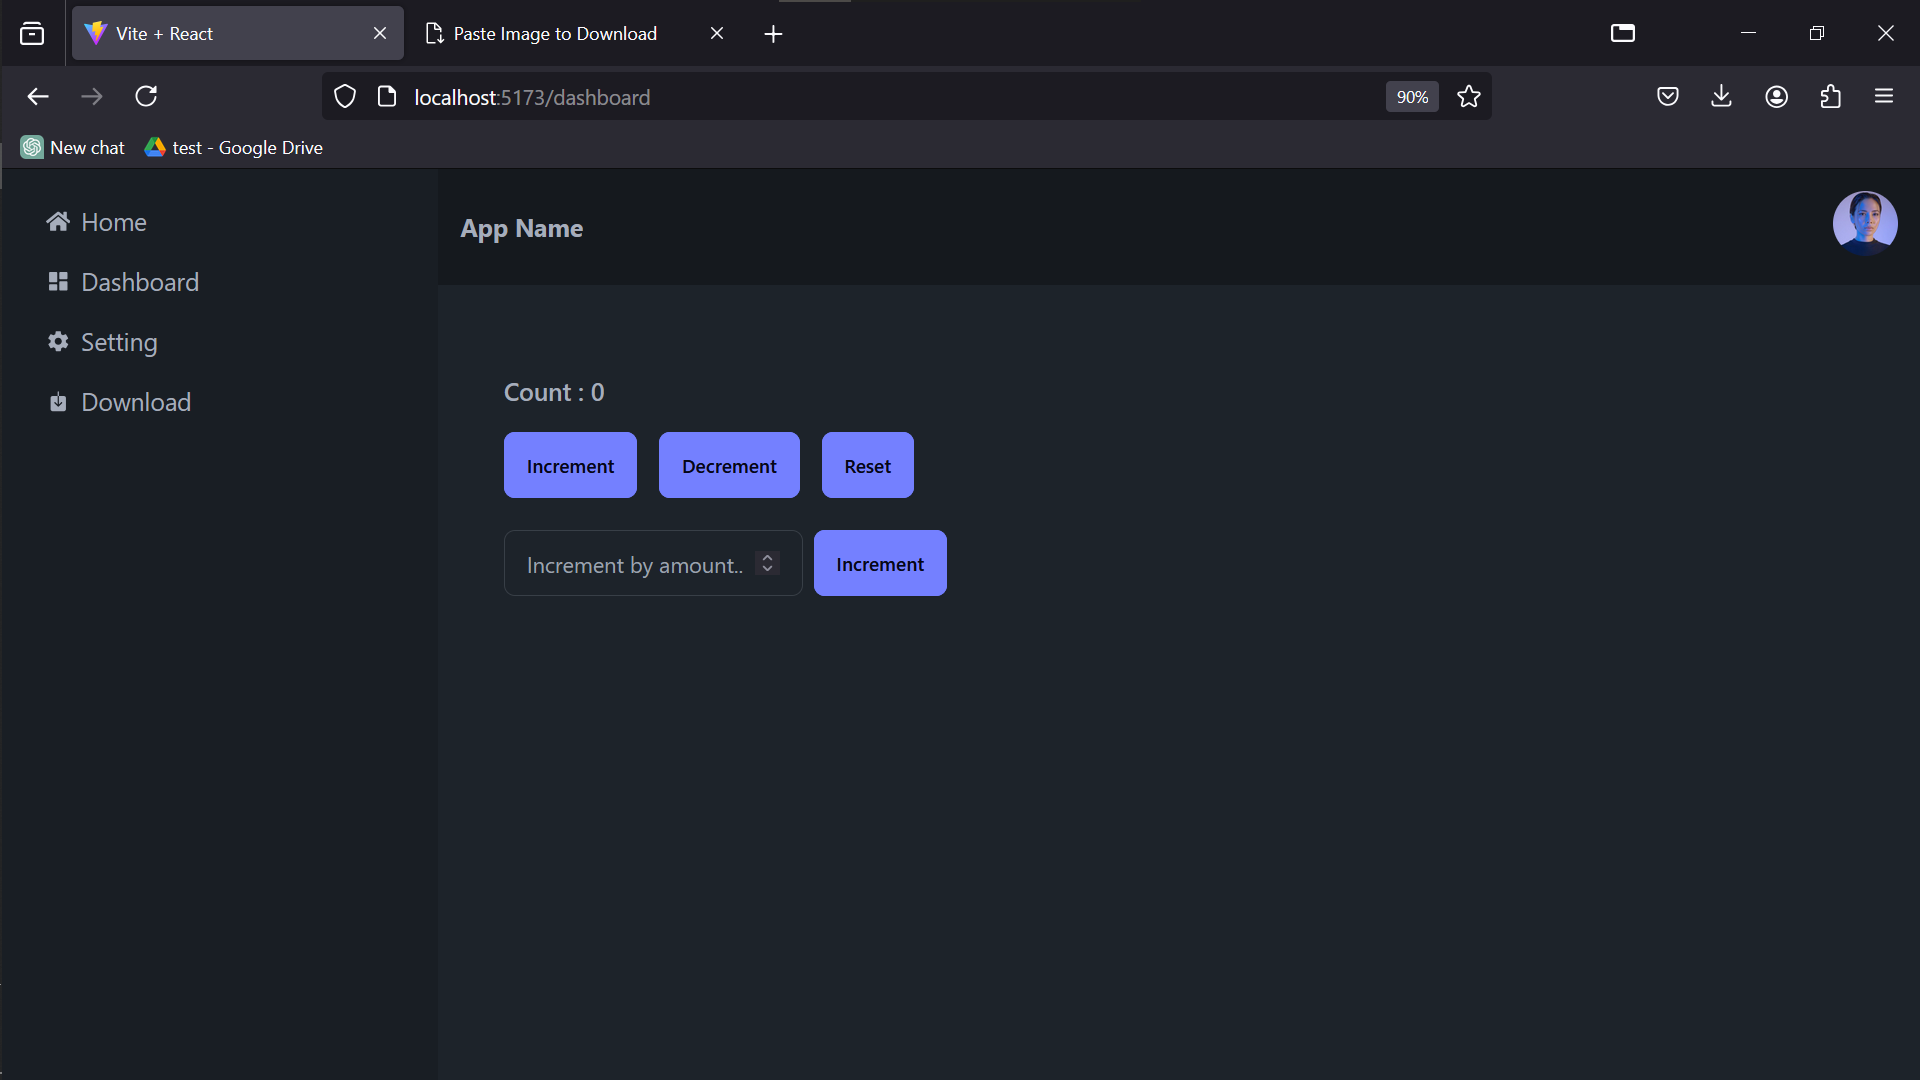 Vite + React
Paste Image to Download
localhost:5173/dashboard
90%
New chat
test - Google Drive
Home
Dashboard
Setting
Download
App Name
Count : 0
Increment
Decrement
Reset
Increment by amount..
Increment